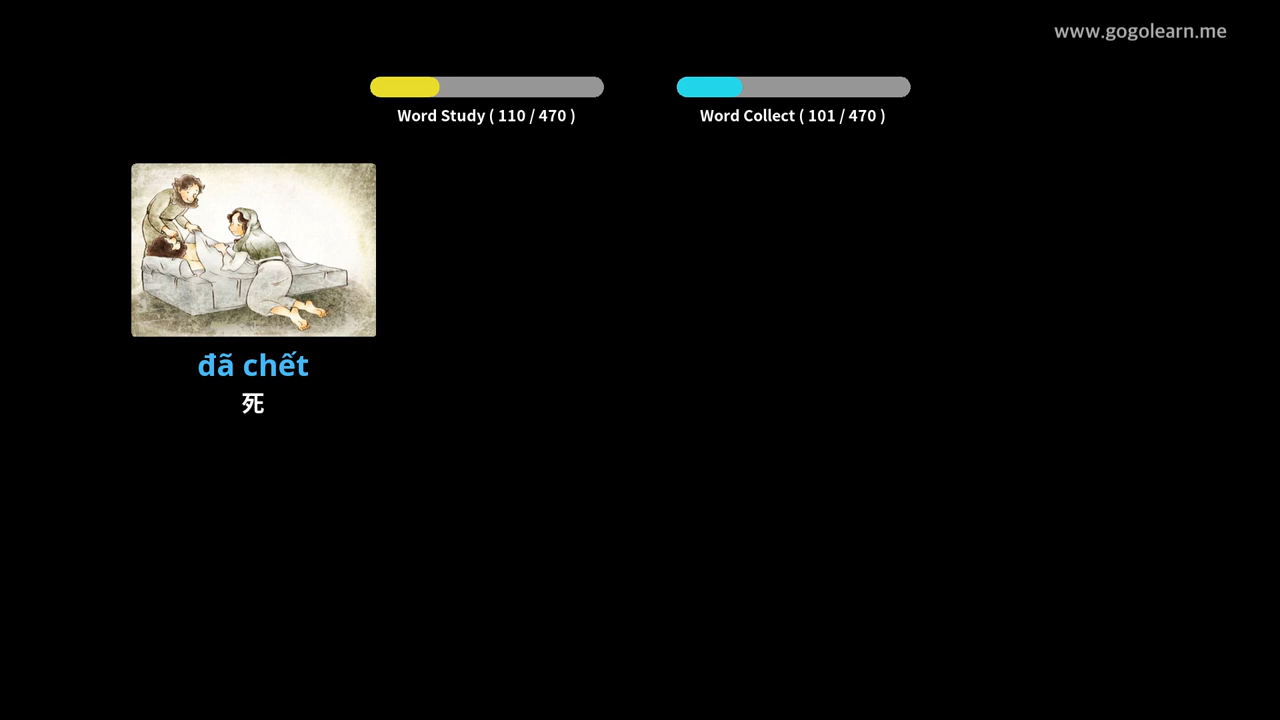 www.gogolearn.me
Word Study ( 110 / 470 )
Word Collect ( 101 / 470 )
đã chết
死